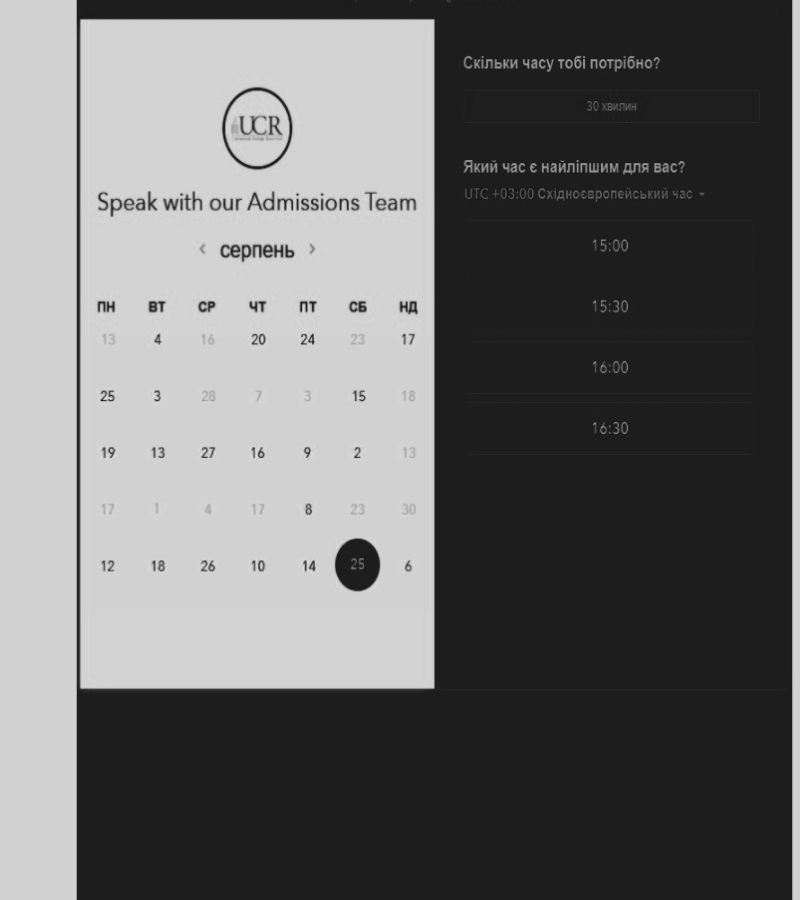 UCR
Speak with our Admissions Team
‹ серпень ›
ПН ВТ СР ЧТ ПТ СБ НД
13 4 16 20 24 23 17
25 3 28 7 3 15 18
19 13 27 16 9 2 13
17 1 4 17 8 23 30
12 18 26 10 14 25 6
Скільки часу тобі потрібно?
30 хвилин
Який час є найліпшим для вас?
UTC +03:00 Східноєвропейський час
15:00
15:30
16:00
16:30